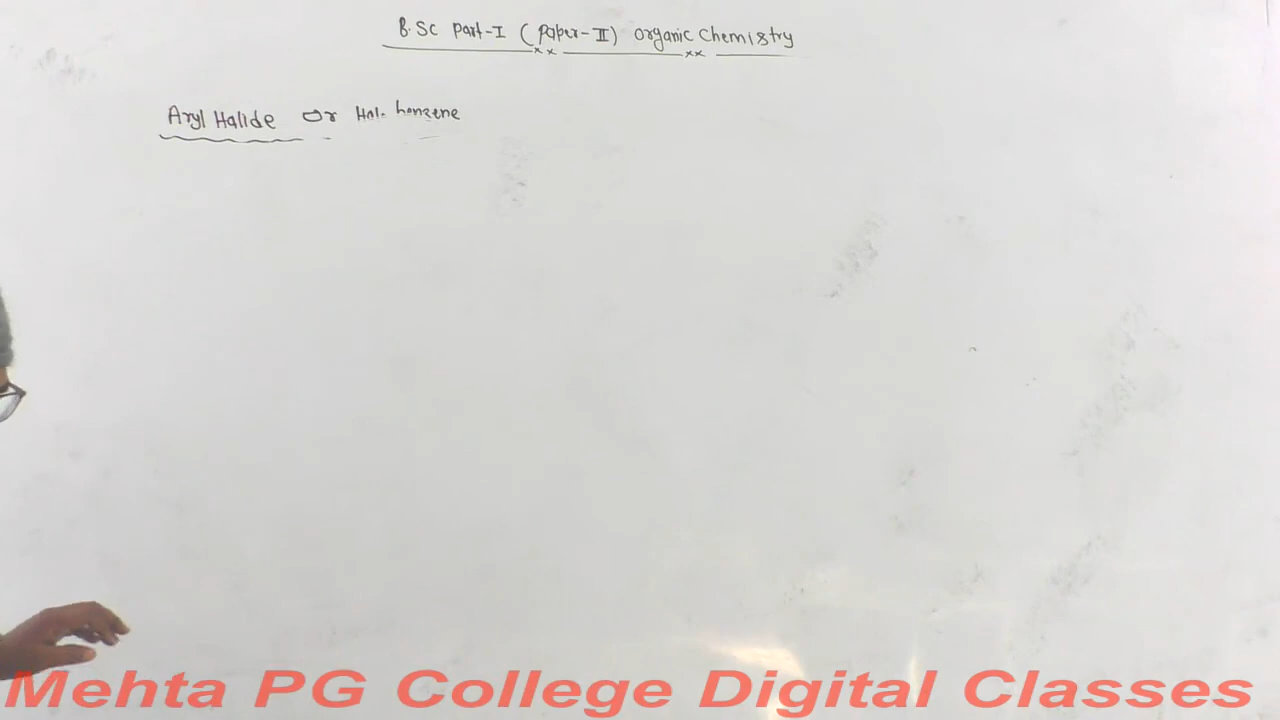 B.Sc Part-I (Paper-II) Organic Chemistry
Aryl Halide Or Halo benzene
Mehta PG College Digital Classes